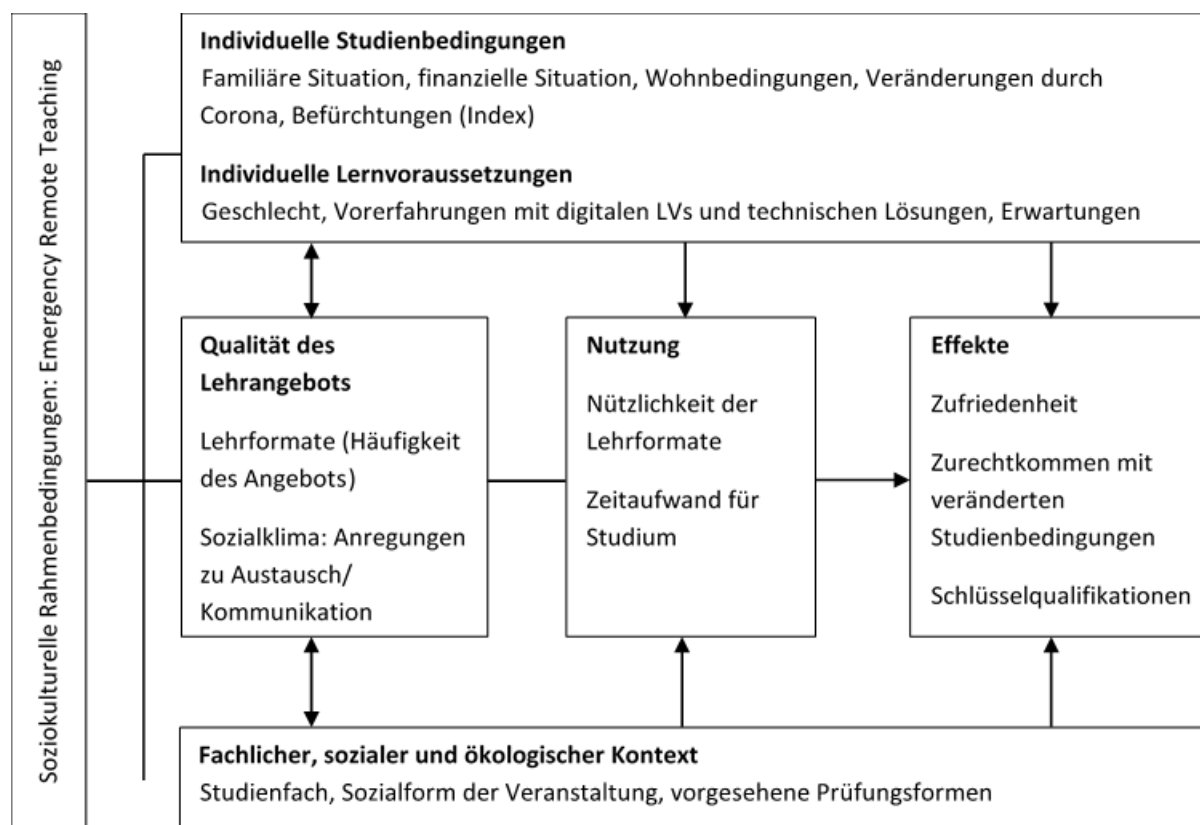 Soziokulturelle Rahmenbedingungen: Emergency Remote Teaching
Individuelle Studienbedingungen
Familiäre Situation, finanzielle Situation, Wohnbedingungen, Veränderungen durch
Corona, Befürchtungen (Index)
Individuelle Lernvoraussetzungen
Geschlecht, Vorerfahrungen mit digitalen LVs und technischen Lösungen, Erwartungen
Qualität des
Lehrangebots
Lehrformate (Häufigkeit
des Angebots)
Sozialklima: Anregungen
zu Austausch/
Kommunikation
Nutzung
Nützlichkeit der
Lehrformate
Zeitaufwand für
Studium
Effekte
Zufriedenheit
Zurechtkommen mit
veränderten
Studienbedingungen
Schlüsselqualifikationen
Fachlicher, sozialer und ökologischer Kontext
Studienfach, Sozialform der Veranstaltung, vorgesehene Prüfungsformen